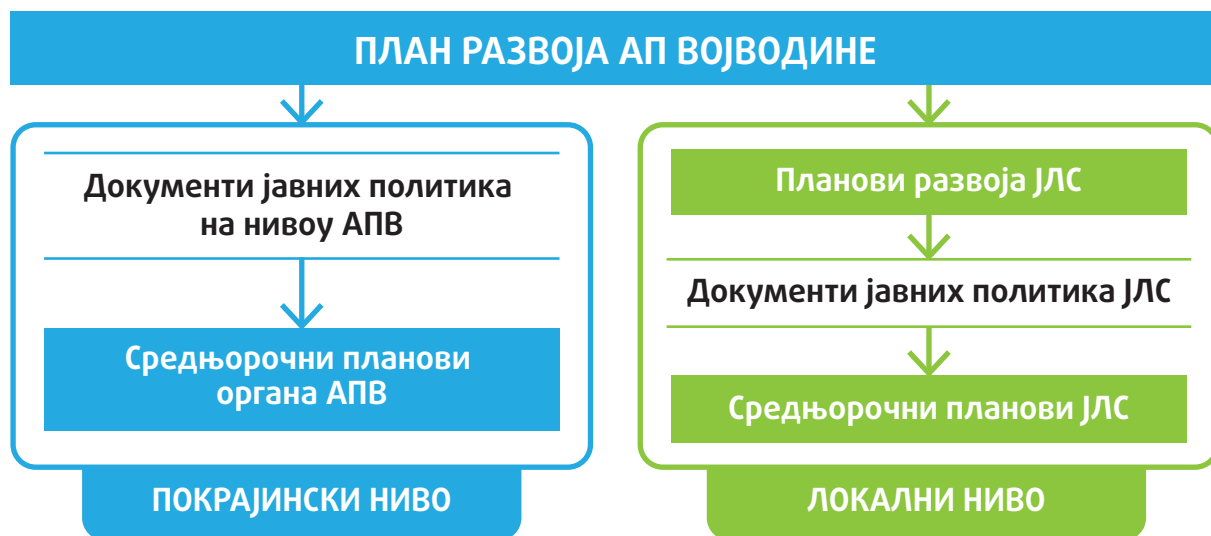 ПЛАН РАЗВОЈА АП ВОЈВОДИНЕ
Документи јавних политика
на нивоу АПВ
Средњорочни планови
органа АПВ
ПОКРАЈИНСКИ НИВО
Планови развоја ЈЛС
Документи јавних политика ЈЛС
Средњорочни планови ЈЛС
ЛОКАЛНИ НИВО